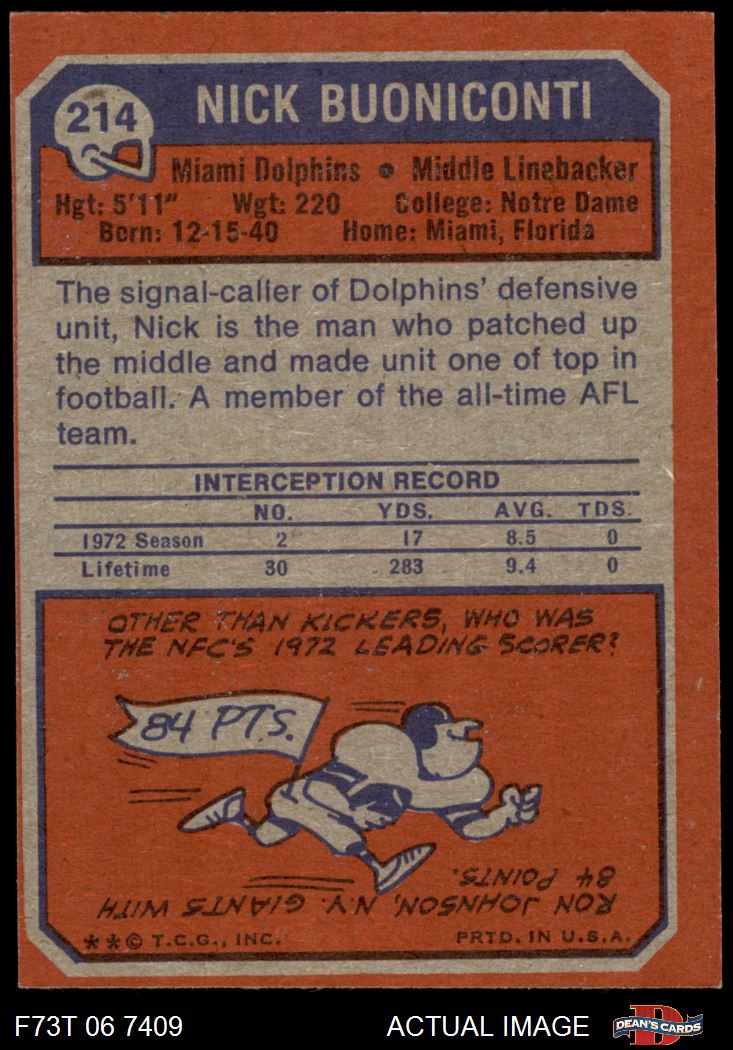 214
NICK BUONICONTI
Miami Dolphins • Middle Linebacker
Hgt: 5'11" Wgt: 220 College: Notre Dame
Born: 12-15-40 Home: Miami, Florida
The signal-caller of Dolphins' defensive
unit, Nick is the man who patched up
the middle and made unit one of top in
football. A member of the all-time AFL
team.
INTERCEPTION RECORD
NO. YDS. AVG. TDS.
1972 Season 2 17 8.5 0
Lifetime 30 283 9.4 0
OTHER THAN KICKERS, WHO WAS
THE NFC'S 1972 LEADING SCORER?
84 PTS.
RON JOHNSON, N.Y. GIANTS WITH
84 POINTS.
**© T.C.G., INC. PRTD. IN U.S.A.
F73T 06 7409 ACTUAL IMAGE
D
DEAN'S CARDS